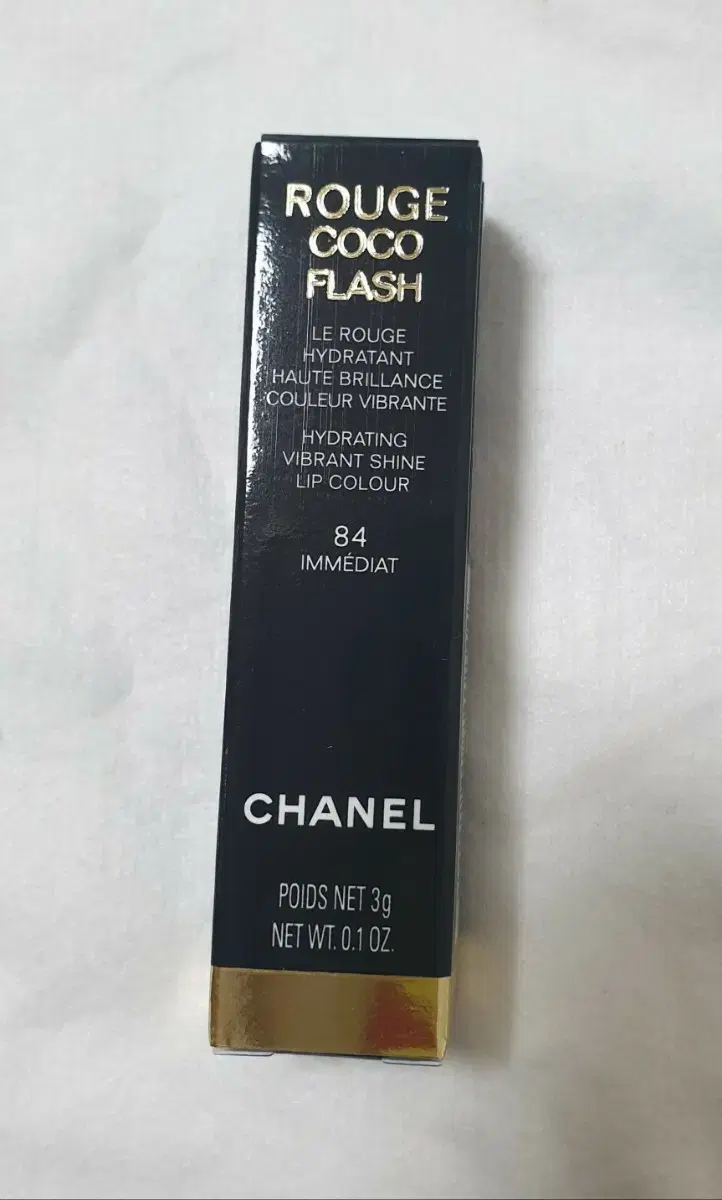 ROUGE
COCO
FLASH
LE ROUGE
HYDRATANT
HAUTE BRILLANCE
COULEUR VIBRANTE
HYDRATING
VIBRANT SHINE
LIP COLOUR
84
IMMÉDIAT
CHANEL
POIDS NET 3g
NET WT. 0.1 OZ.